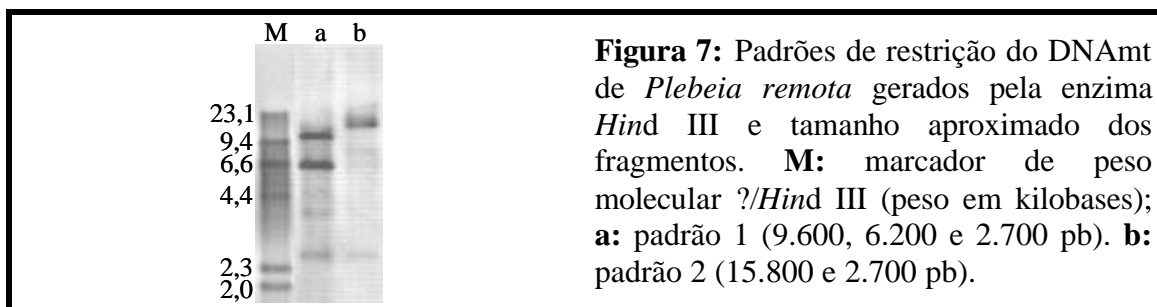 M a b
23,1
9,4
6,6
4,4
2,3
2,0
Figura 7: Padrões de restrição do DNAmt
de Plebeia remota gerados pela enzima
Hind III e tamanho aproximado dos
fragmentos. M: marcador de peso
molecular ?/Hind III (peso em kilobases);
a: padrão 1 (9.600, 6.200 e 2.700 pb). b:
padrão 2 (15.800 e 2.700 pb).